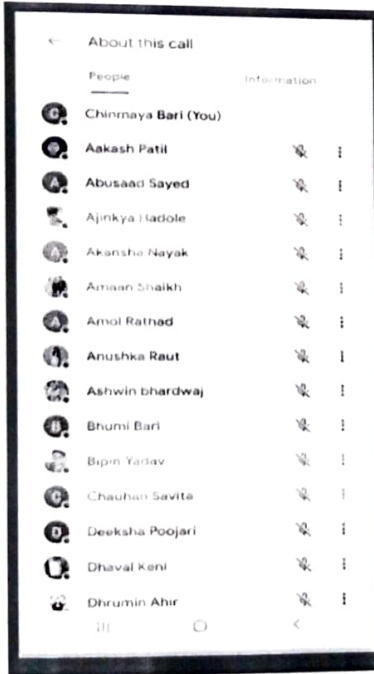 About this call
People Information
C Chinmaya Bari (You)
Aakash Patil
A Abusaad Sayed
Ajinkya Hadole
A Akansha Nayak
Amaan Shaikh
A Amol Rathad
Anushka Raut
Ashwin bhardwaj
B Bhumi Bari
Bipin Yadav
C Chauhan Savita
D Deeksha Poojari
Dhaval Keni
Dhrumin Ahir